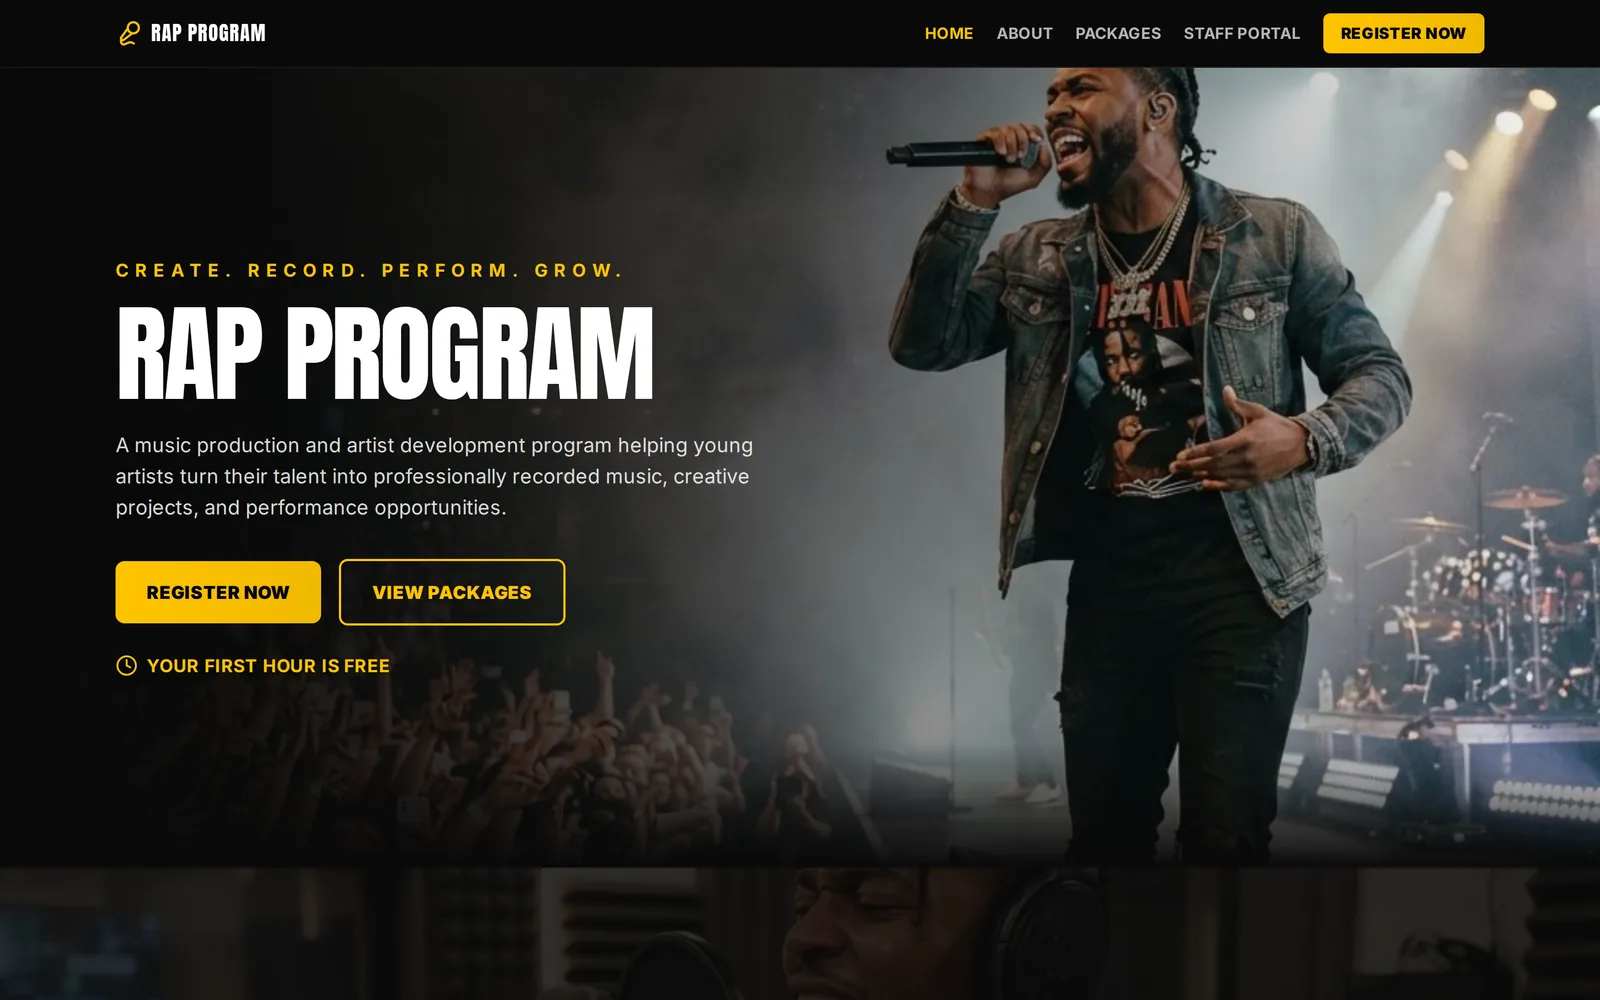 RAP PROGRAM
HOME
ABOUT
PACKAGES
STAFF PORTAL
REGISTER NOW
CREATE. RECORD. PERFORM. GROW.
RAP PROGRAM
A music production and artist development program helping young
artists turn their talent into professionally recorded music, creative
projects, and performance opportunities.
REGISTER NOW
VIEW PACKAGES
YOUR FIRST HOUR IS FREE